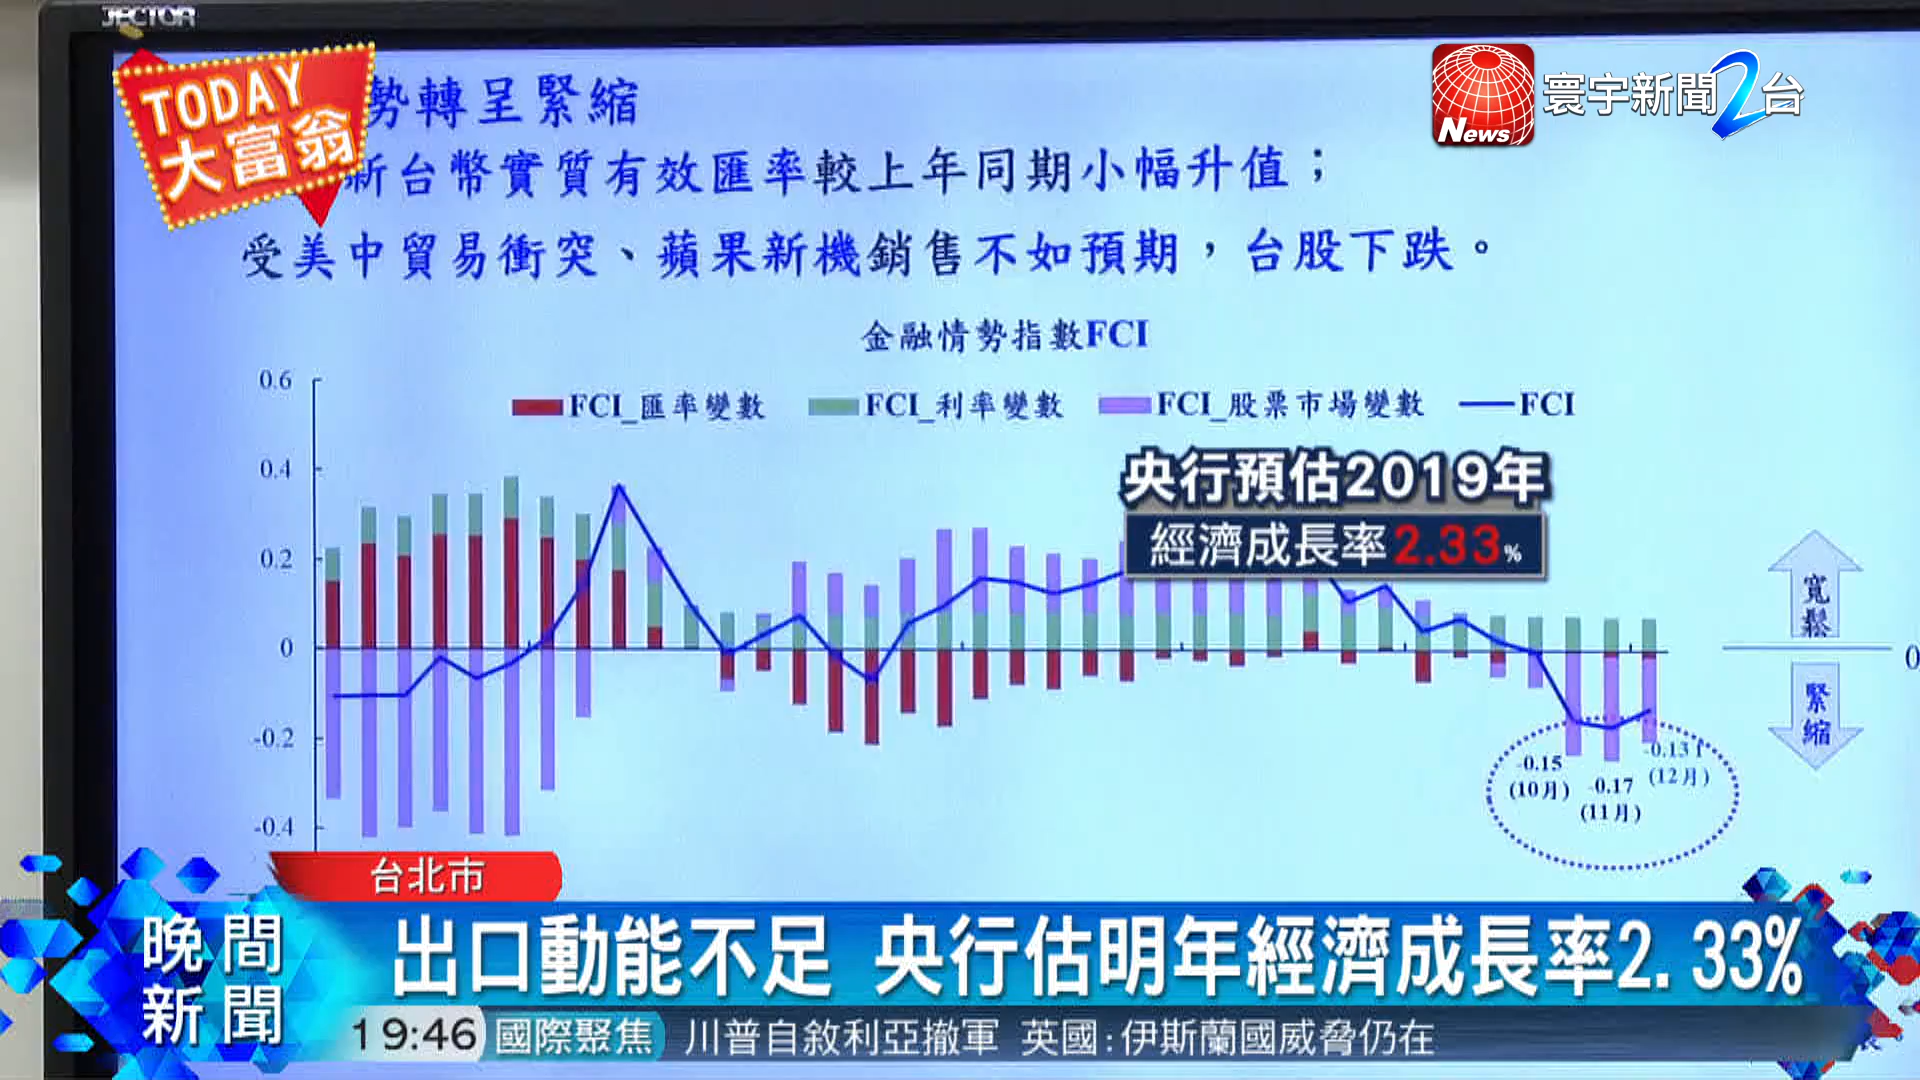 JECTOR
TODAY
大富翁
勢轉呈緊縮
新台幣實質有效匯率較上年同期小幅升值；
受美中貿易衝突、蘋果新機銷售不如預期，台股下跌。
News
寰宇新聞2台
金融情勢指數FCI
FCI_匯率變數 FCI_利率變數 FCI_股票市場變數 FCI
0.6
0.4
0.2
0
-0.2
-0.4
央行預估2019年
經濟成長率2.33%
寬鬆
0
緊縮
-0.15
(10月)
-0.17
(11月)
-0.13
(12月)
台北市
晚間
新聞
出口動能不足 央行估明年經濟成長率2.33%
19:46 國際聚焦 川普自敘利亞撤軍 英國:伊斯蘭國威脅仍在